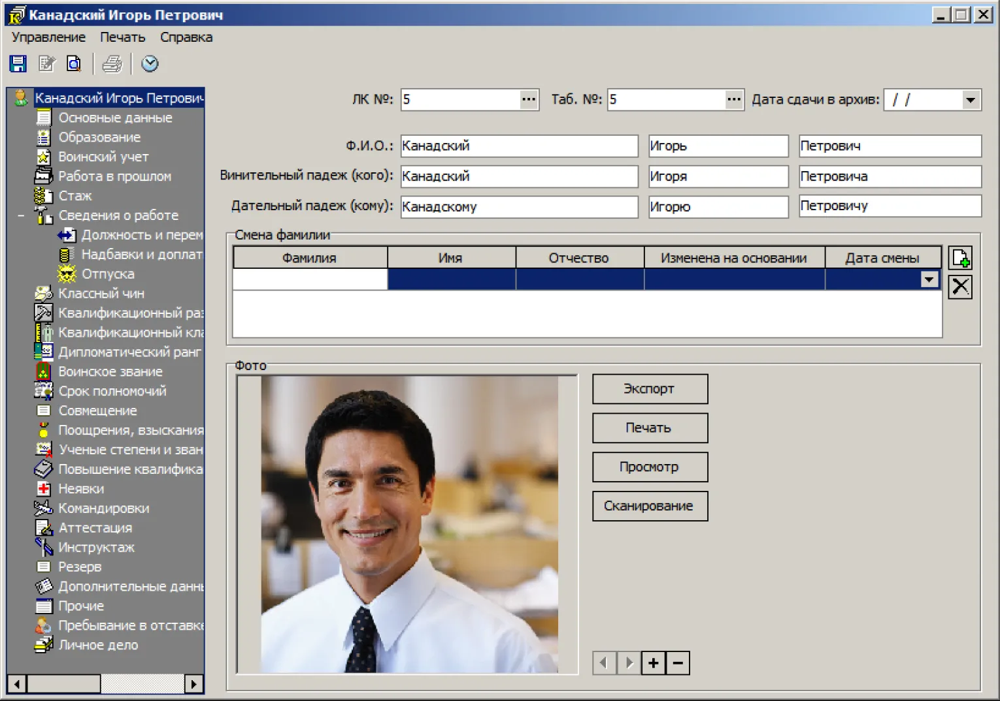 Канадский Игорь Петрович
Управление Печать Справка
Канадский Игорь Петрович
Основные данные
Образование
Воинский учет
Работа в прошлом
Стаж
Сведения о работе
Должность и перем
Надбавки и доплат
Отпуска
Классный чин
Квалификационный раз
Квалификационный кла
Дипломатический ранг
Воинское звание
Срок полномочий
Совмещение
Поощрения, взыскания
Ученые степени и зван
Повышение квалифика
Неявки
Командировки
Аттестация
Инструктаж
Резерв
Дополнительные данны
Прочие
Пребывание в отставке
Личное дело
ЛК №: 5 ... Таб. №: 5 ... Дата сдачи в архив: / /
Ф.И.О.: Канадский Игорь Петрович
Винительный падеж (кого): Канадский Игоря Петровича
Дательный падеж (кому): Канадскому Игорю Петровичу
Смена фамилии
Фамилия Имя Отчество Изменена на основании Дата смены
Фото
Экспорт
Печать
Просмотр
Сканирование